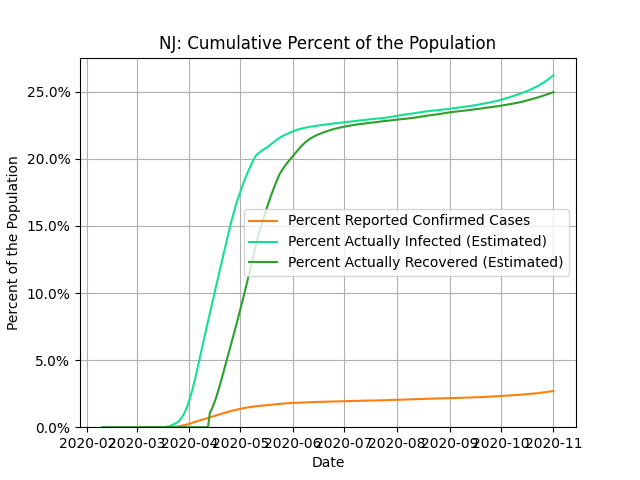 NJ: Cumulative Percent of the Population
Percent of the Population
25.0%
20.0%
15.0%
10.0%
5.0%
0.0%
Percent Reported Confirmed Cases
Percent Actually Infected (Estimated)
Percent Actually Recovered (Estimated)
2020-02 2020-03 2020-04 2020-05 2020-06 2020-07 2020-08 2020-09 2020-10 2020-11
Date